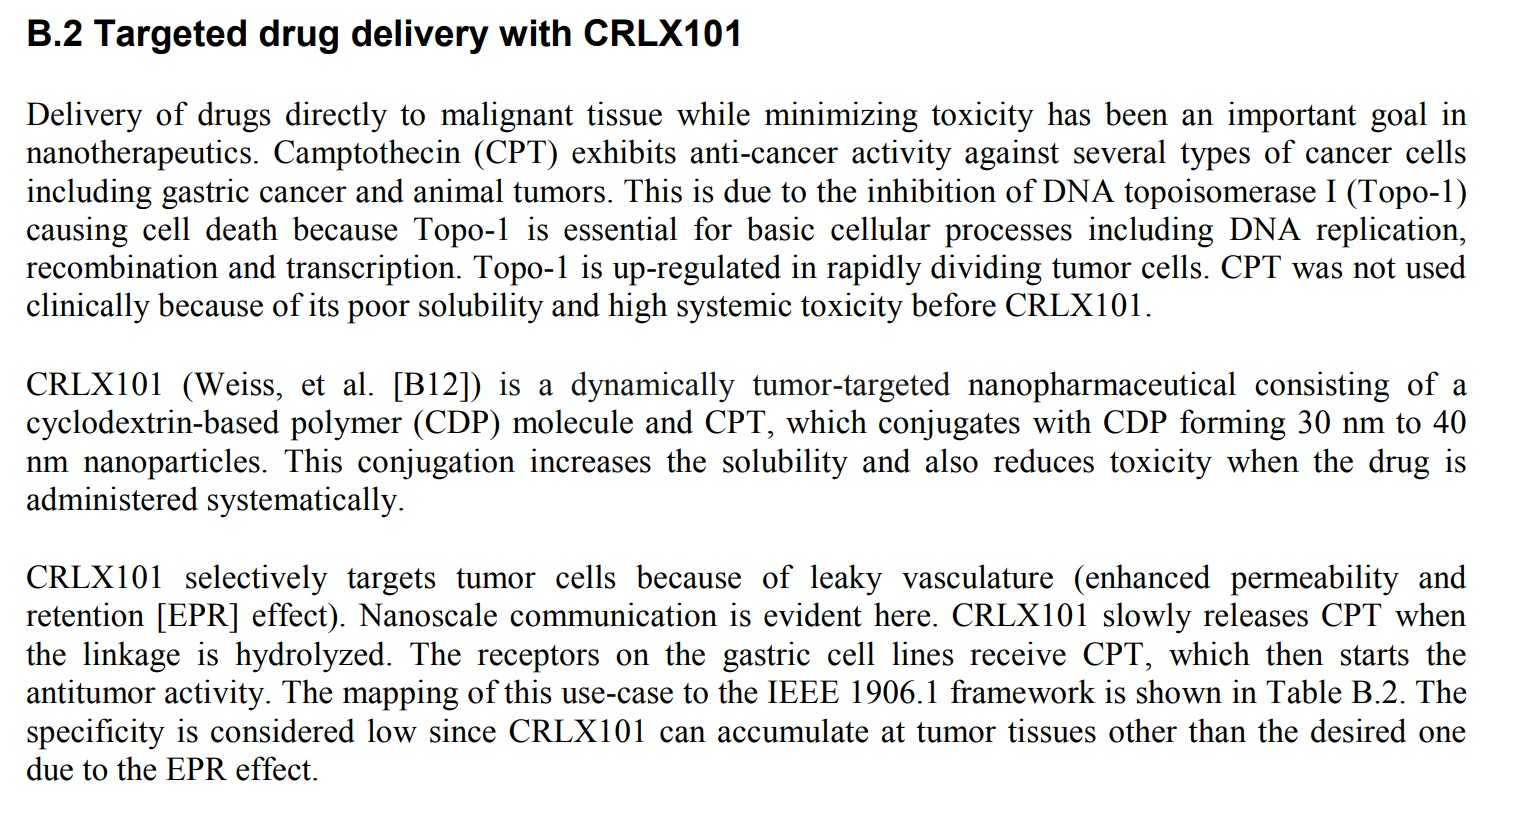 B.2 Targeted drug delivery with CRLX101
Delivery of drugs directly to malignant tissue while minimizing toxicity has been an important goal in
nanotherapeutics. Camptothecin (CPT) exhibits anti-cancer activity against several types of cancer cells
including gastric cancer and animal tumors. This is due to the inhibition of DNA topoisomerase I (Topo-1)
causing cell death because Topo-1 is essential for basic cellular processes including DNA replication,
recombination and transcription. Topo-1 is up-regulated in rapidly dividing tumor cells. CPT was not used
clinically because of its poor solubility and high systemic toxicity before CRLX101.
CRLX101 (Weiss, et al. [B12]) is a dynamically tumor-targeted nanopharmaceutical consisting of a
cyclodextrin-based polymer (CDP) molecule and CPT, which conjugates with CDP forming 30 nm to 40
nm nanoparticles. This conjugation increases the solubility and also reduces toxicity when the drug is
administered systematically.
CRLX101 selectively targets tumor cells because of leaky vasculature (enhanced permeability and
retention [EPR] effect). Nanoscale communication is evident here. CRLX101 slowly releases CPT when
the linkage is hydrolyzed. The receptors on the gastric cell lines receive CPT, which then starts the
antitumor activity. The mapping of this use-case to the IEEE 1906.1 framework is shown in Table B.2. The
specificity is considered low since CRLX101 can accumulate at tumor tissues other than the desired one
due to the EPR effect.